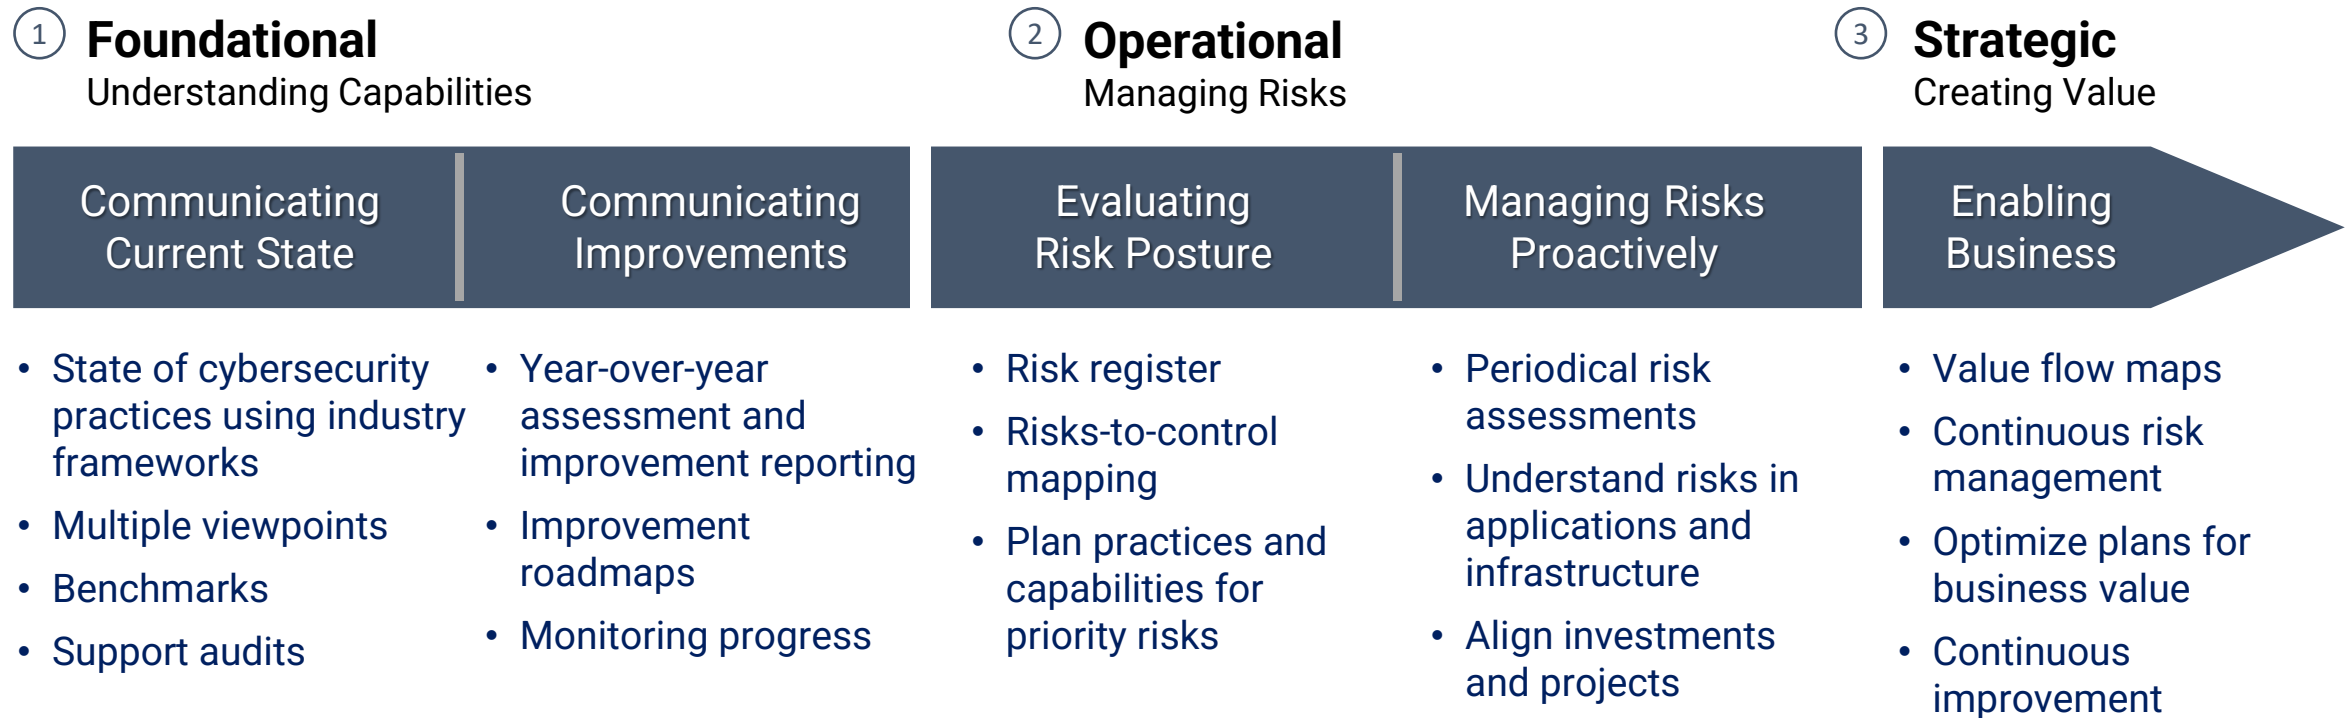 1 Foundational
Understanding Capabilities
2 Operational
Managing Risks
3 Strategic
Creating Value
Communicating
Current State
Communicating
Improvements
Evaluating
Risk Posture
Managing Risks
Proactively
Enabling
Business
• State of cybersecurity
practices using industry
frameworks
• Multiple viewpoints
• Benchmarks
• Support audits
• Year-over-year
assessment and
improvement reporting
• Improvement
roadmaps
• Monitoring progress
• Risk register
• Risks-to-control
mapping
• Plan practices and
capabilities for
priority risks
• Periodical risk
assessments
• Understand risks in
applications and
infrastructure
• Align investments
and projects
• Value flow maps
• Continuous risk
management
• Optimize plans for
business value
• Continuous
improvement